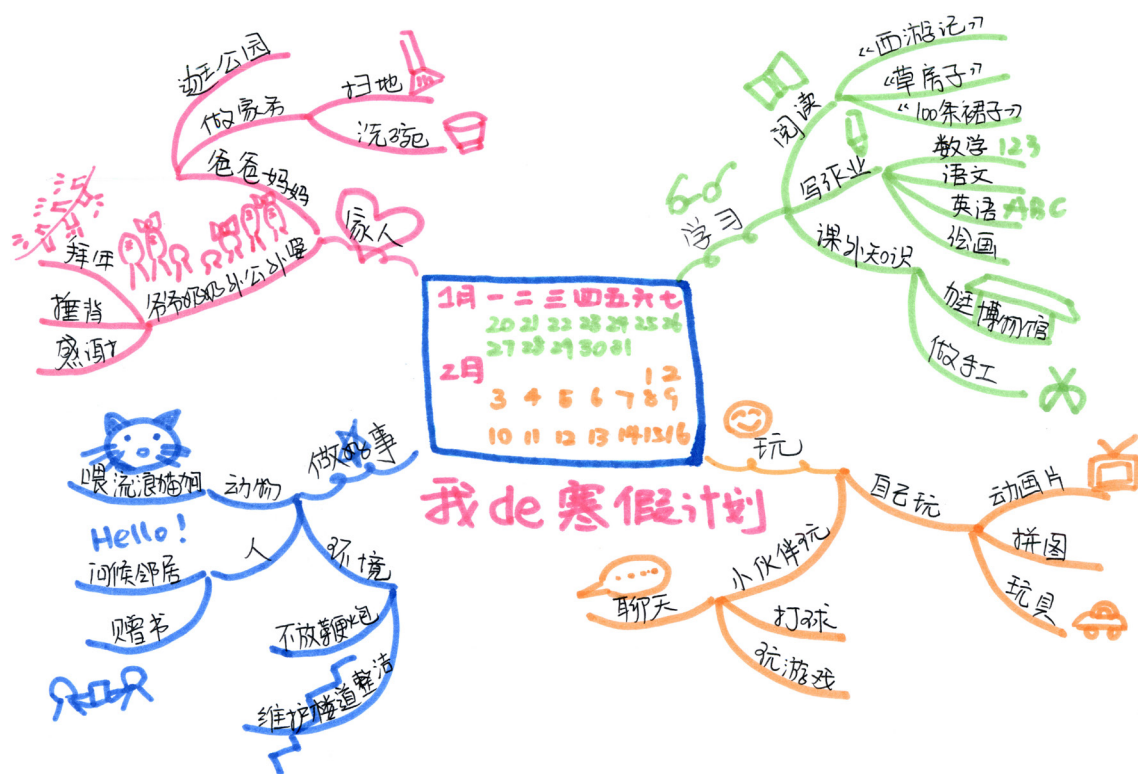 我de寒假计划
1月 一 二 三 四 五 六 七
20 21 22 23 24 25 26
27 28 29 30 31
2月
1 2
3 4 5 6 7 8 9
10 11 12 13 14 15 16
家人
爸爸妈妈
逛公园
做家务
扫地
洗碗
爷爷奶奶外公外婆
拜年
捶背
感谢
学习
阅读
《西游记》
《草房子》
《100条裙子》
写作业
数学 123
语文
英语 ABC
绘画
课外知识
逛博物馆
做手工
玩
自己玩
动画片
拼图
玩具
小伙伴玩
聊天
打球
玩游戏
做好事
动物
喂流浪猫狗
人
Hello!
问候邻居
赠书
环境
不放鞭炮
维护楼道整洁